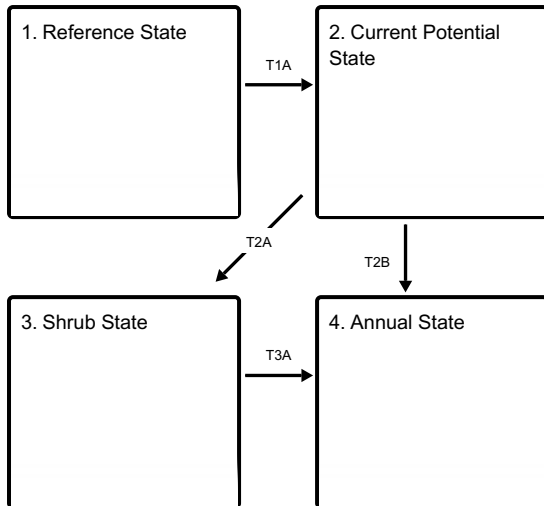 1. Reference State
T1A
2. Current Potential
State
T2A
T2B
3. Shrub State
T3A
4. Annual State